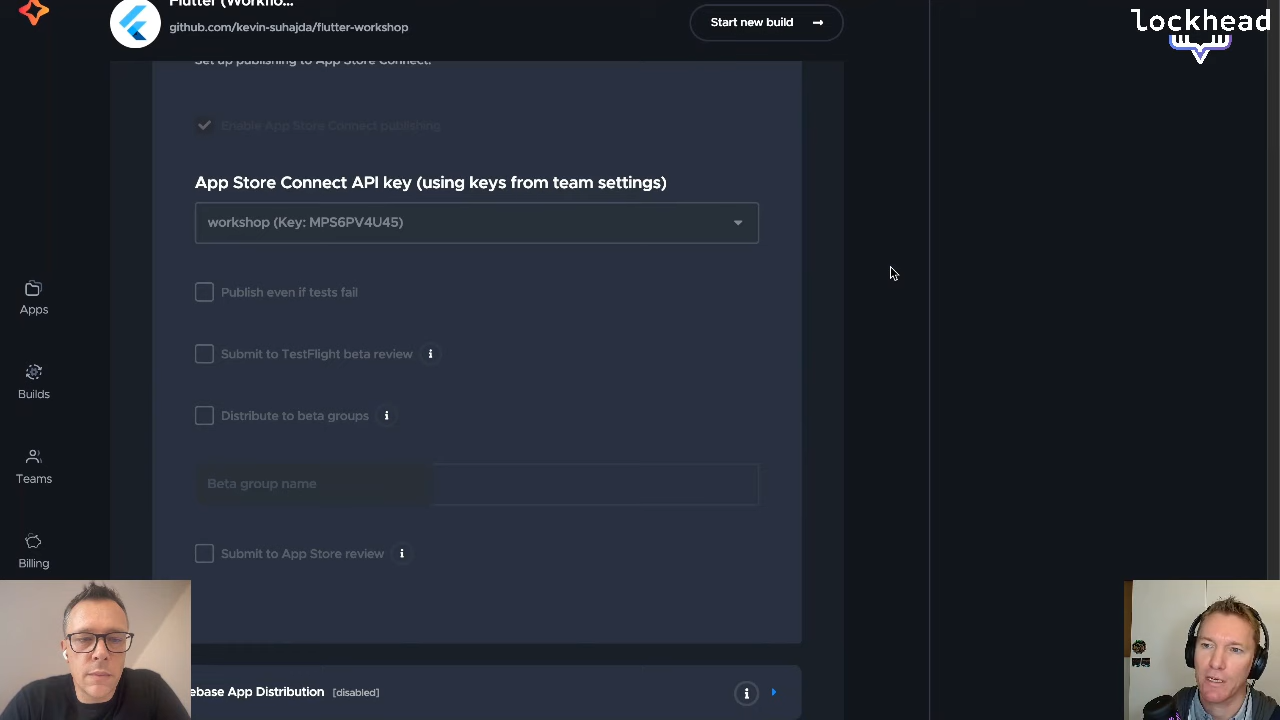 Flutter (Workflo...
github.com/kevin-suhajda/flutter-workshop
Start new build
lockhead
Set up publishing to App Store Connect.
Enable App Store Connect publishing
App Store Connect API key (using keys from team settings)
workshop (Key: MPS6PV4U45)
Publish even if tests fail
Submit to TestFlight beta review
Distribute to beta groups
Beta group name
Submit to App Store review
Apps
Builds
Teams
Billing
ebase App Distribution [disabled]